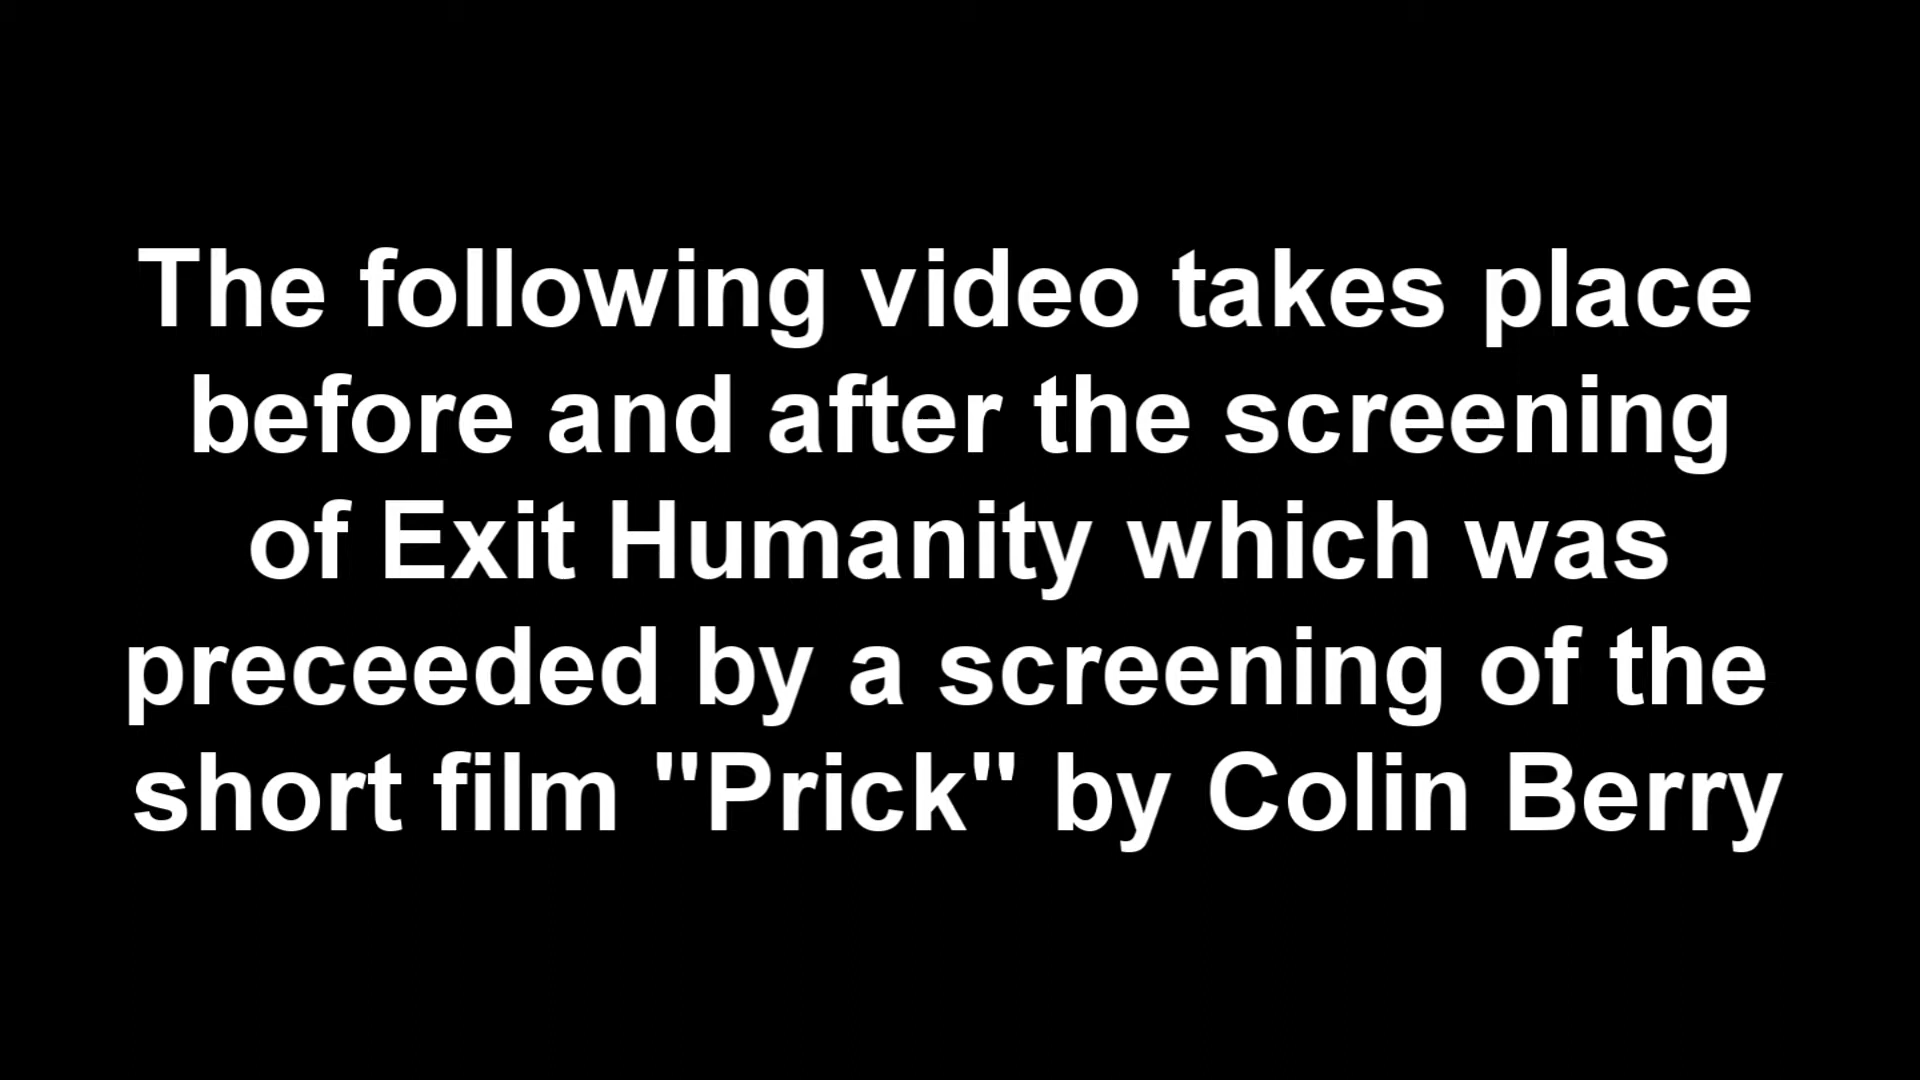 The following video takes place
before and after the screening
of Exit Humanity which was
preceeded by a screening of the
short film "Prick" by Colin Berry